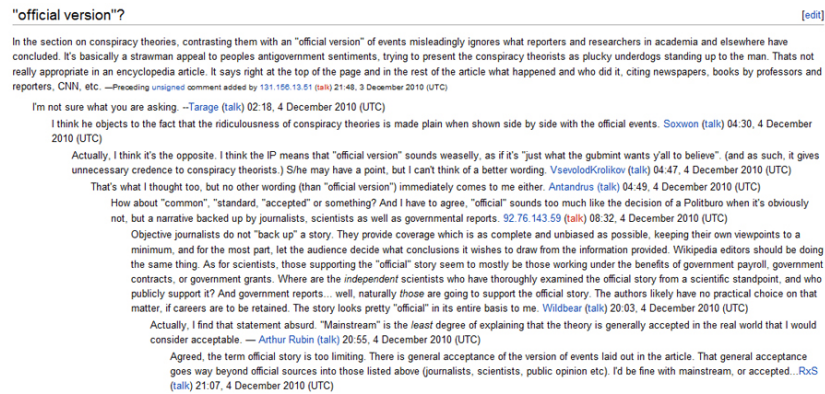 "official version"? [edit]
In the section on conspiracy theories, contrasting them with an "official version" of events misleadingly ignores what reporters and researchers in academia and elsewhere have
concluded. It's basically a strawman appeal to peoples antigovernment sentiments, trying to present the conspiracy theorists as plucky underdogs standing up to the man. Thats not
really appropriate in an encyclopedia article. It says right at the top of the page and in the rest of the article what happened and who did it, citing newspapers, books by professors and
reporters, CNN, etc. —Preceding unsigned comment added by 131.156.13.51 (talk) 21:48, 3 December 2010 (UTC)
I'm not sure what you are asking. --Tarage (talk) 02:18, 4 December 2010 (UTC)
I think he objects to the fact that the ridiculousness of conspiracy theories is made plain when shown side by side with the official events. Soxwon (talk) 04:30, 4 December
2010 (UTC)
Actually, I think it's the opposite. I think the IP means that "official version" sounds weaselly, as if it's "just what the gubmint wants y'all to believe". (and as such, it gives
unnecessary credence to conspiracy theorists.) S/he may have a point, but I can't think of a better wording. VsevolodKrolikov (talk) 04:47, 4 December 2010 (UTC)
That's what I thought too, but no other wording (than "official version") immediately comes to me either. Antandrus (talk) 04:49, 4 December 2010 (UTC)
How about "common", "standard, "accepted" or something? And I have to agree, "official" sounds too much like the decision of a Politburo when it's obviously
not, but a narrative backed up by journalists, scientists as well as governmental reports. 92.76.143.59 (talk) 08:32, 4 December 2010 (UTC)
Objective journalists do not "back up" a story. They provide coverage which is as complete and unbiased as possible, keeping their own viewpoints to a
minimum, and for the most part, let the audience decide what conclusions it wishes to draw from the information provided. Wikipedia editors should be doing
the same thing. As for scientists, those supporting the "official" story seem to mostly be those working under the benefits of government payroll, government
contracts, or government grants. Where are the independent scientists who have thoroughly examined the official story from a scientific standpoint, and who
publicly support it? And government reports... well, naturally those are going to support the official story. The authors likely have no practical choice on that
matter, if careers are to be retained. The story looks pretty "official" in its entire basis to me. Wildbear (talk) 20:03, 4 December 2010 (UTC)
Actually, I find that statement absurd. "Mainstream" is the least degree of explaining that the theory is generally accepted in the real world that I would
consider acceptable. — Arthur Rubin (talk) 20:55, 4 December 2010 (UTC)
Agreed, the term official story is too limiting. There is general acceptance of the version of events laid out in the article. That general acceptance
goes way beyond official sources into those listed above (journalists, scientists, public opinion etc). I'd be fine with mainstream, or accepted...RxS
(talk) 21:07, 4 December 2010 (UTC)